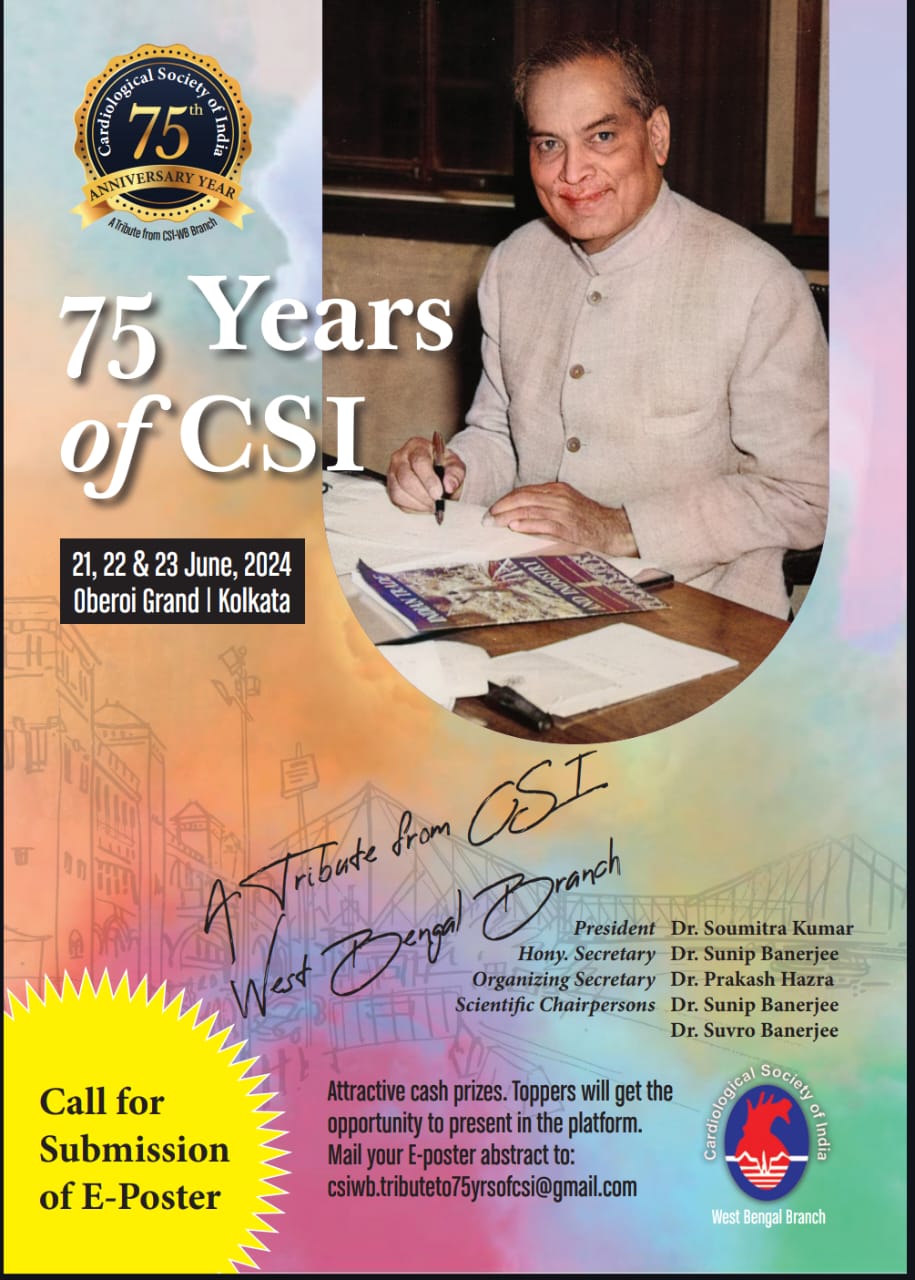 Cardiological Society of India
75th
ANNIVERSARY YEAR
A Tribute from CSI-WB Branch
75 Years
of CSI
21, 22 & 23 June, 2024
Oberoi Grand | Kolkata
INDIAN TRADE
AND INDUSTRY
A Tribute from CSI
West Bengal Branch
President Dr. Soumitra Kumar
Hony. Secretary Dr. Sunip Banerjee
Organizing Secretary Dr. Prakash Hazra
Scientific Chairpersons Dr. Sunip Banerjee
Dr. Suvro Banerjee
Call for
Submission
of E-Poster
Attractive cash prizes. Toppers will get the
opportunity to present in the platform.
Mail your E-poster abstract to:
csiwb.tributeto75yrsofcsi@gmail.com
Cardiological Society of India
West Bengal Branch